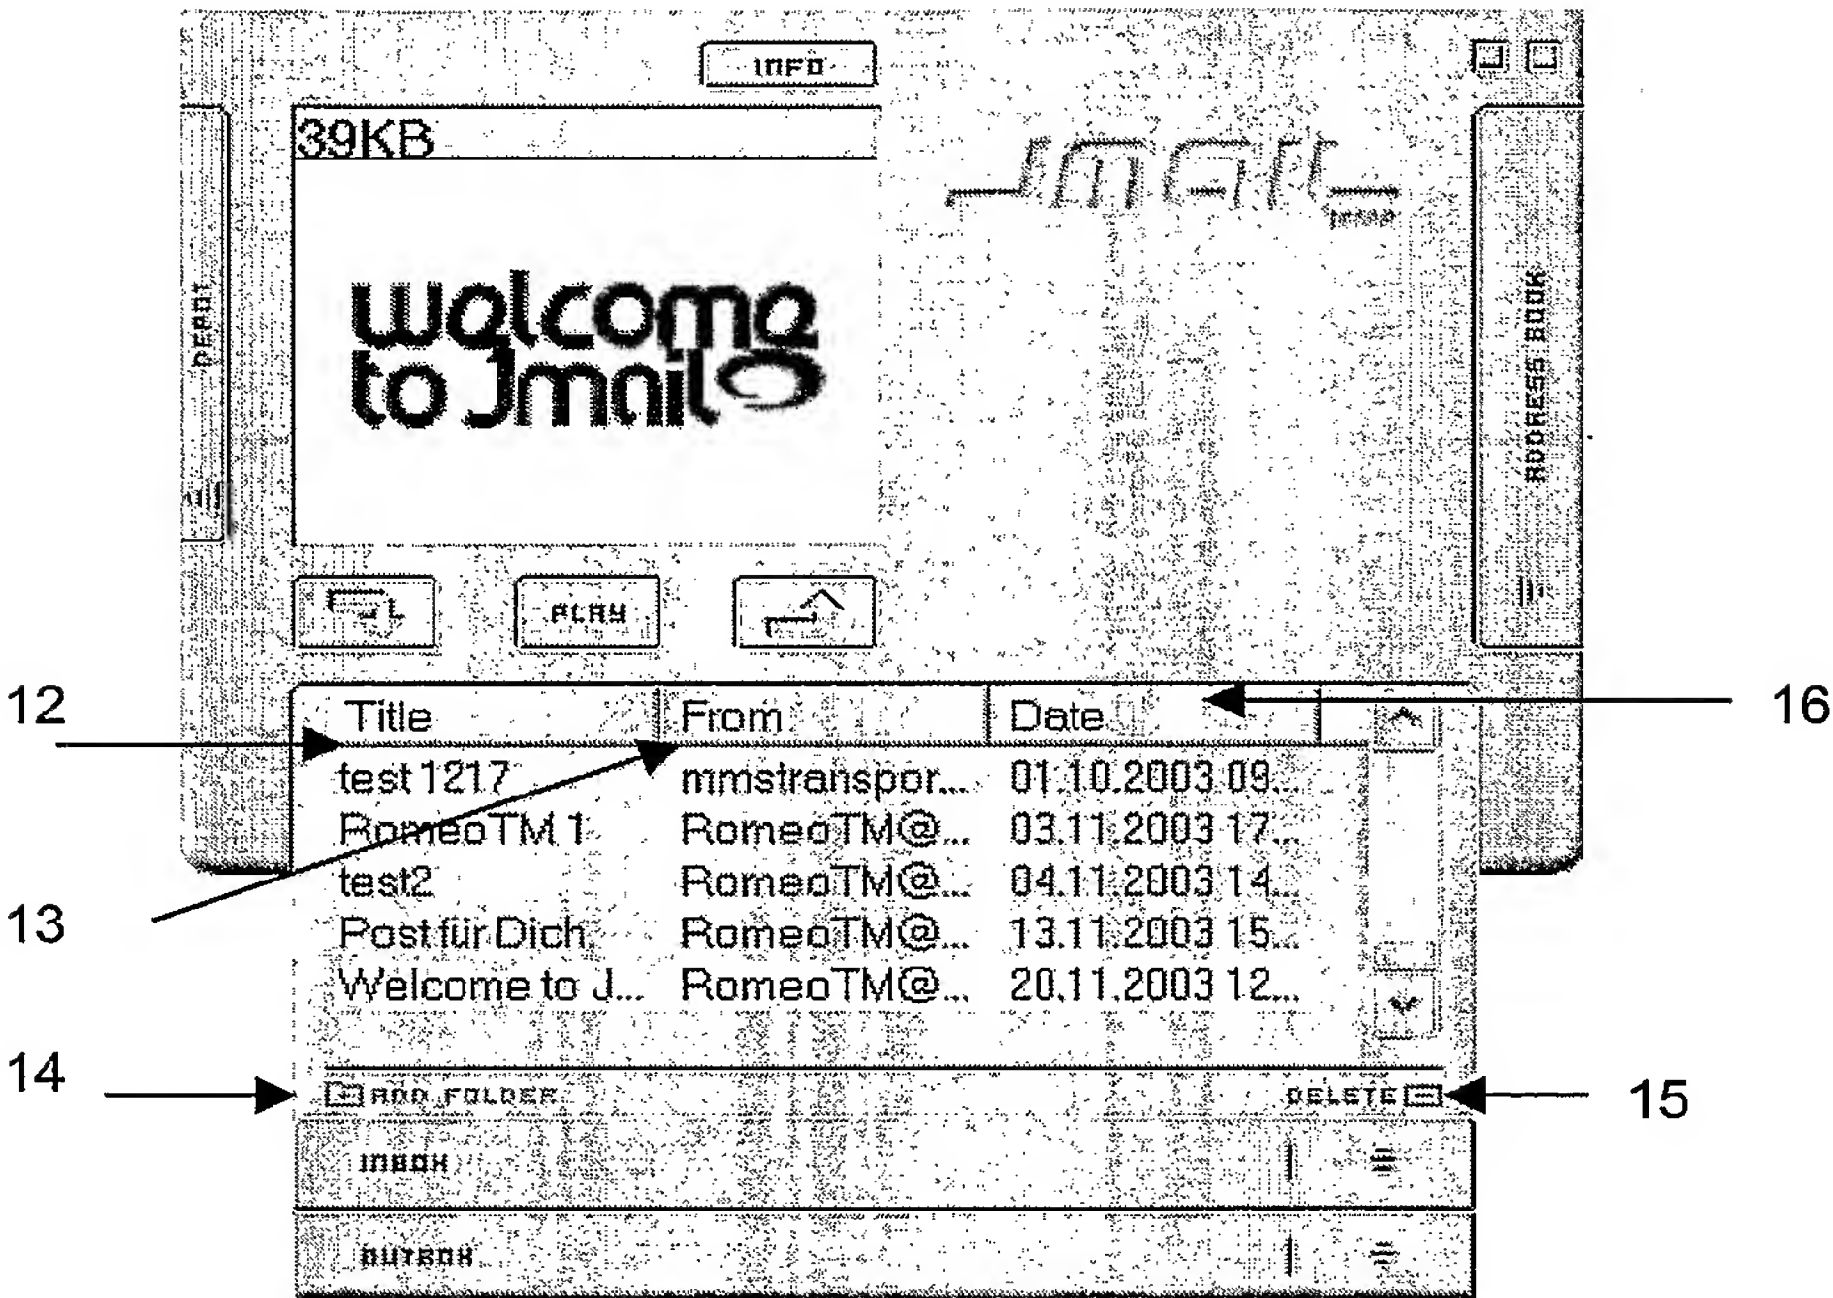 INFO
39KB
JMAIL
DEPOT
welcome
to Jmail
ADDRESS BOOK
PLAY
12
16
Title From Date
test 1217 mmstranspor... 01.10.2003 09...
RomeoTM 1 RomeoTM@... 03.11.2003 17...
test2 RomeoTM@... 04.11.2003 14...
13
Post für Dich. RomeoTM@... 13.11.2003 15...
Welcome to J... RomeoTM@... 20.11.2003 12...
14
ADD FOLDER DELETE
15
INBOX
OUTBOX